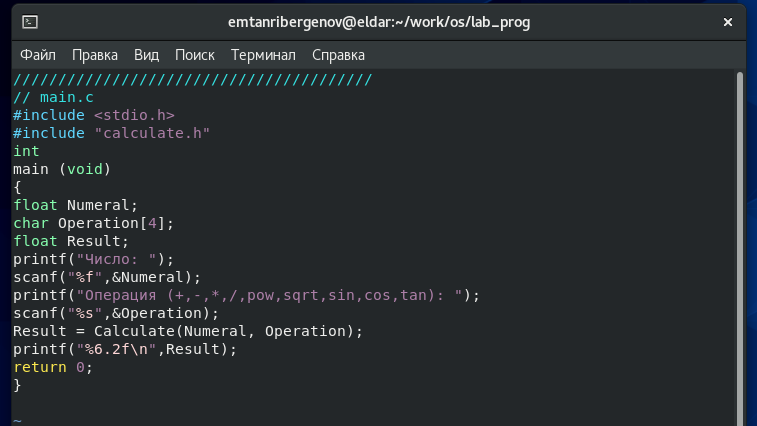 emtanribergenov@eldar:~/work/os/lab_prog
Файл Правка Вид Поиск Терминал Справка
////////////////////////////////////////
// main.c
#include <stdio.h>
#include "calculate.h"
int
main (void)
{
float Numeral;
char Operation[4];
float Result;
printf("Число: ");
scanf("%f",&Numeral);
printf("Операция (+,-,*,/,pow,sqrt,sin,cos,tan): ");
scanf("%s",&Operation);
Result = Calculate(Numeral, Operation);
printf("%6.2f\n",Result);
return 0;
}
~